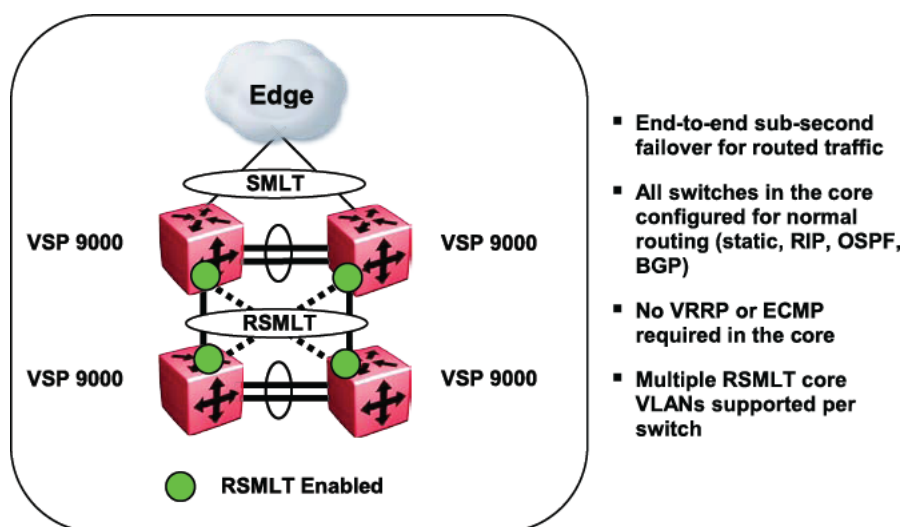 Edge
SMLT
VSP 9000
VSP 9000
RSMLT
VSP 9000
VSP 9000
RSMLT Enabled
▪ End-to-end sub-second
failover for routed traffic
▪ All switches in the core
configured for normal
routing (static, RIP, OSPF,
BGP)
▪ No VRRP or ECMP
required in the core
▪ Multiple RSMLT core
VLANs supported per
switch